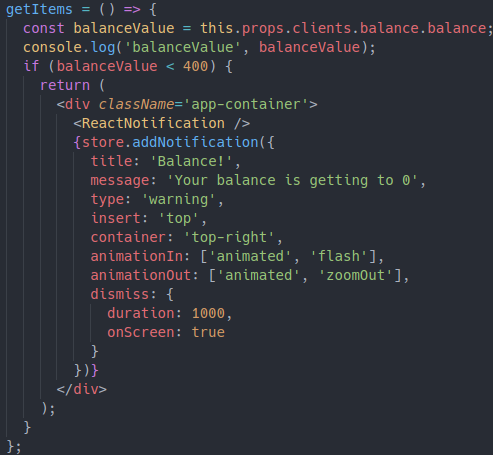 getItems = () => {
const balanceValue = this.props.clients.balance.balance;
console.log('balanceValue', balanceValue);
if (balanceValue < 400) {
return (
<div className='app-container'>
<ReactNotification />
{store.addNotification({
title: 'Balance!',
message: 'Your balance is getting to 0',
type: 'warning',
insert: 'top',
container: 'top-right',
animationIn: ['animated', 'flash'],
animationOut: ['animated', 'zoomOut'],
dismiss: {
duration: 1000,
onScreen: true
}
})}
</div>
);
}
};